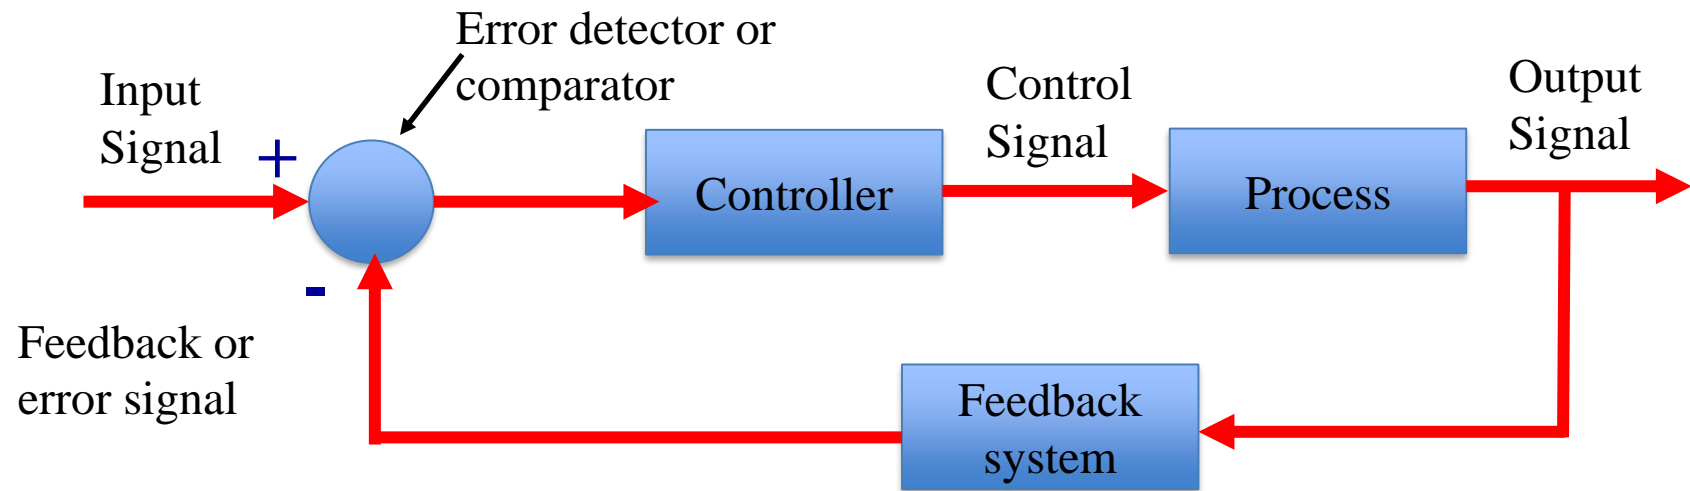 Error detector or
comparator
Input
Signal
+
-
Controller
Control
Signal
Process
Output
Signal
Feedback or
error signal
Feedback
system